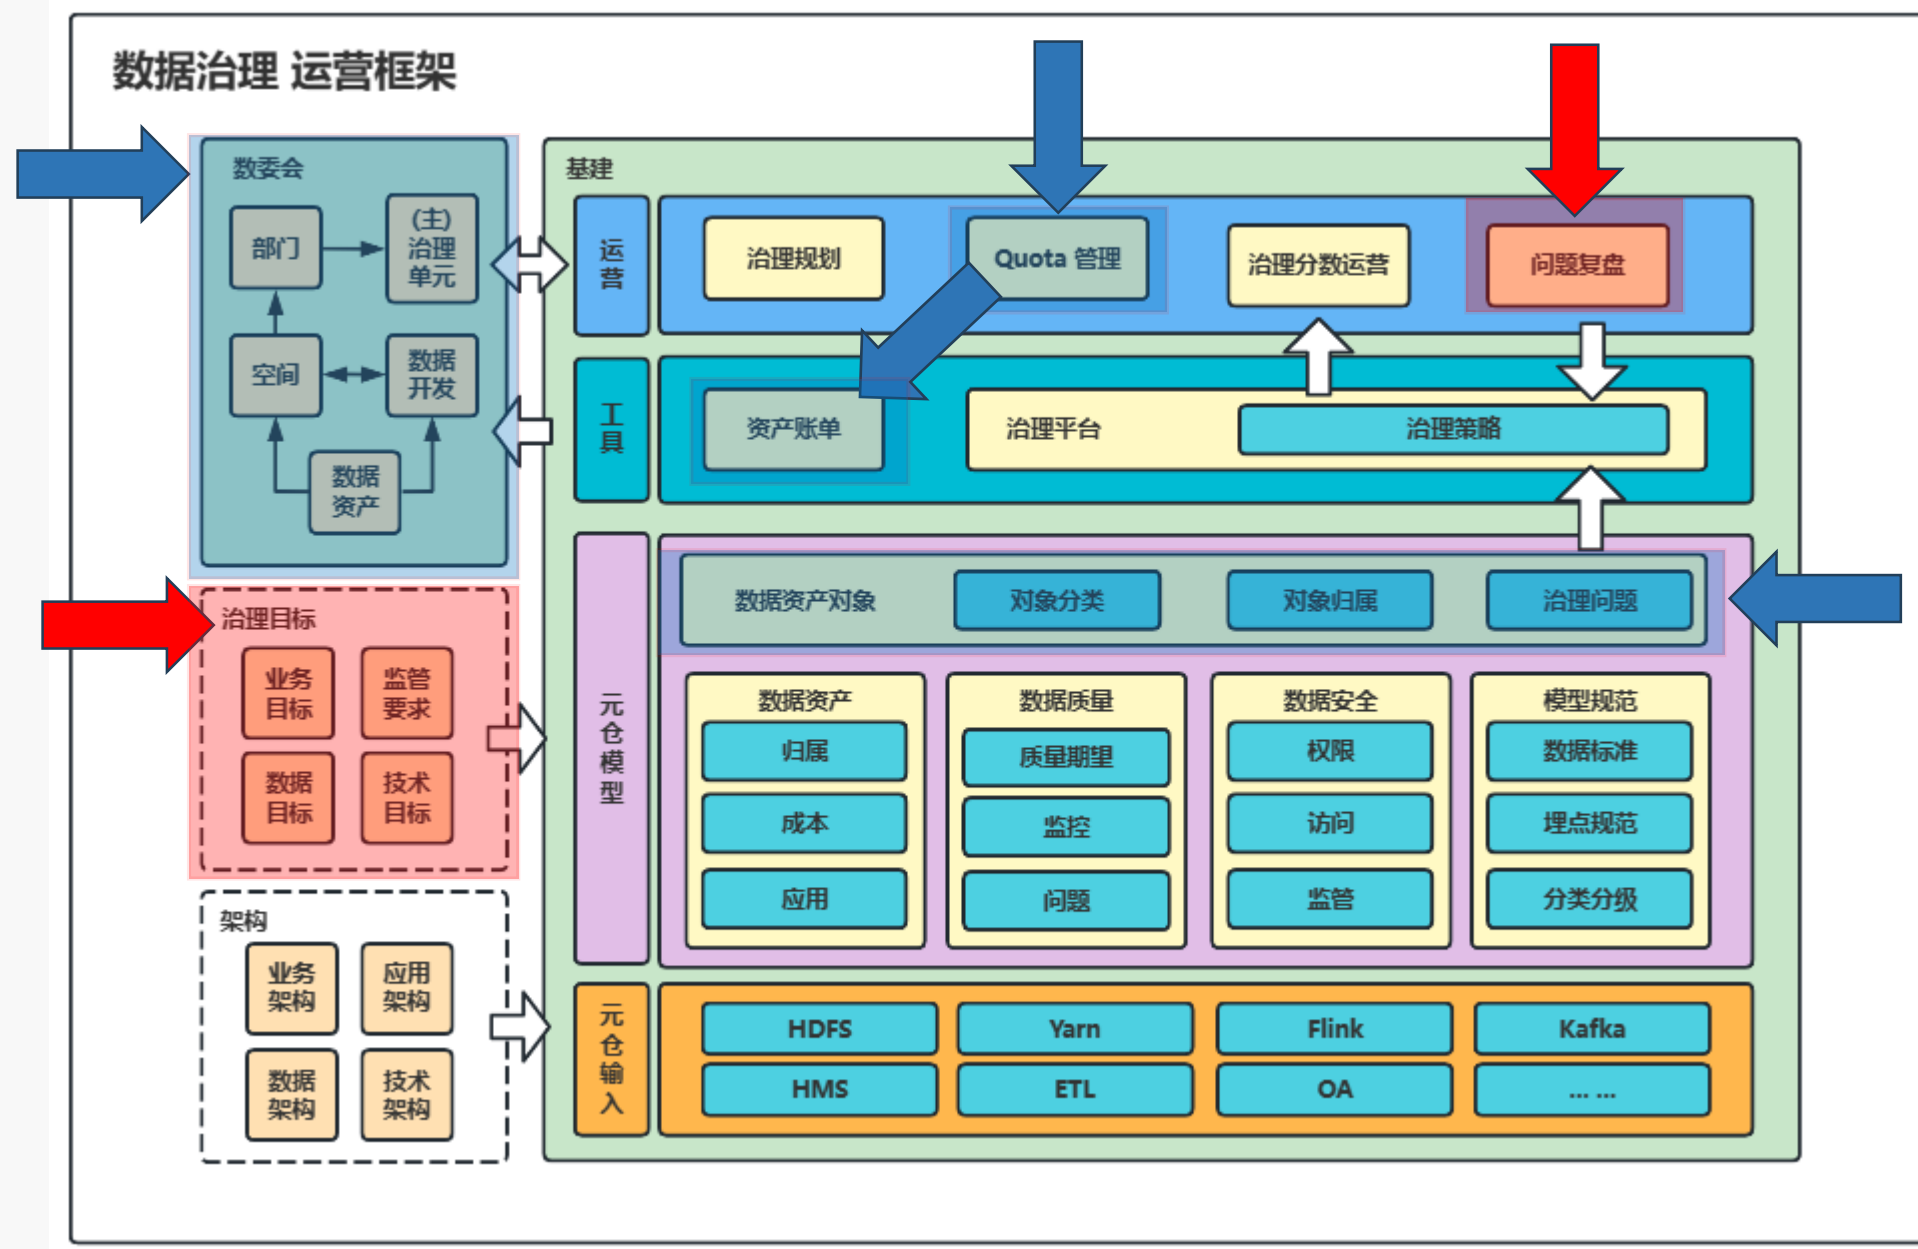 数据治理 运营框架
数委会
部门
(主)
治理
单元
空间
数据
开发
数据
资产
治理目标
业务
目标
监管
要求
数据
目标
技术
目标
架构
业务
架构
应用
架构
数据
架构
技术
架构
基建
运
营
治理规划
Quota 管理
治理分数运营
问题复盘
工
具
资产账单
治理平台
治理策略
元
仓
模
型
数据资产对象
对象分类
对象归属
治理问题
数据资产
归属
成本
应用
数据质量
质量期望
监控
问题
数据安全
权限
访问
监管
模型规范
数据标准
埋点规范
分类分级
元
仓
输
入
HDFS
Yarn
Flink
Kafka
HMS
ETL
OA
... ...